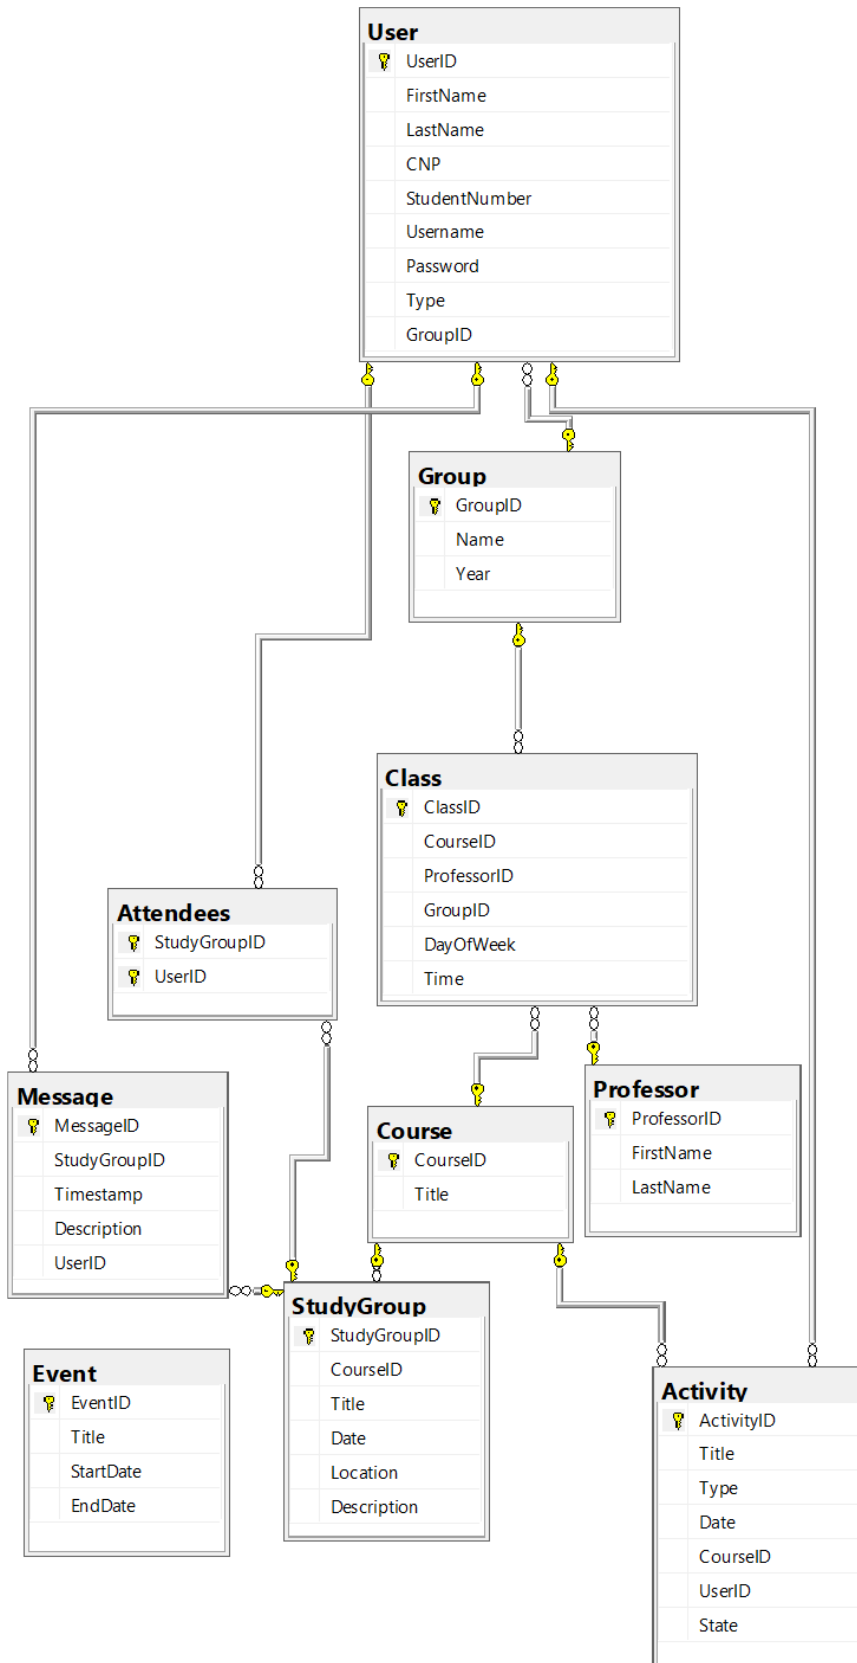 User
UserID
FirstName
LastName
CNP
StudentNumber
Username
Password
Type
GroupID
Group
GroupID
Name
Year
Class
ClassID
CourseID
ProfessorID
GroupID
DayOfWeek
Time
Attendees
StudyGroupID
UserID
Message
MessageID
StudyGroupID
Timestamp
Description
UserID
Course
CourseID
Title
Professor
ProfessorID
FirstName
LastName
StudyGroup
StudyGroupID
CourseID
Title
Date
Location
Description
Event
EventID
Title
StartDate
EndDate
Activity
ActivityID
Title
Type
Date
CourseID
UserID
State